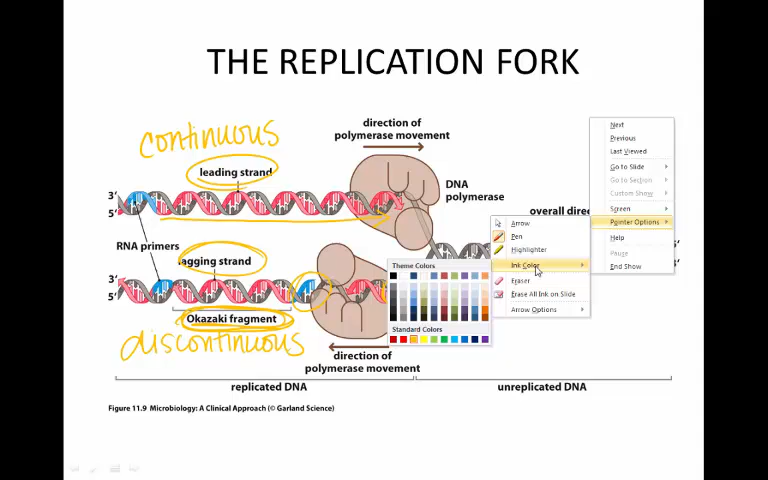 THE REPLICATION FORK
continuous
direction of
polymerase movement
leading strand
DNA
polymerase
3’
5’
RNA primers
overall direc
lagging strand
3’
5’
Okazaki fragment
discontinuous
direction of
polymerase movement
replicated DNA
unreplicated DNA
Figure 11.9 Microbiology: A Clinical Approach (© Garland Science)
Next
Previous
Last Viewed
Go to Slide
Go to Section
Custom Show
Screen
Pointer Options
Help
Pause
End Show
Arrow
Pen
Highlighter
Ink Color
Eraser
Erase All Ink on Slide
Arrow Options
Theme Colors
Standard Colors